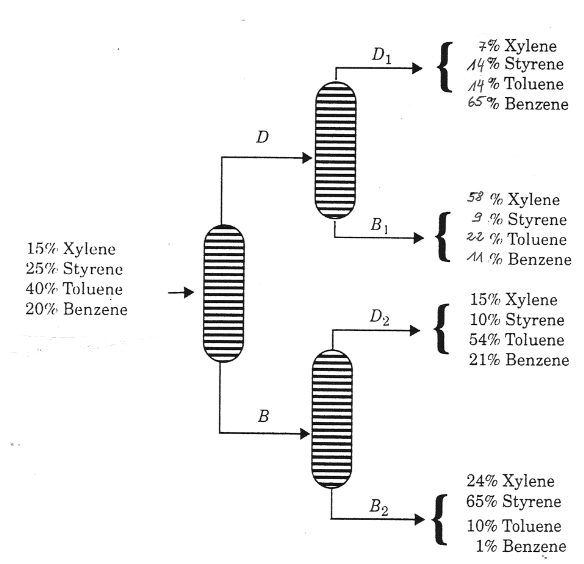 D₁
7% Xylene
14% Styrene
14% Toluene
65% Benzene
D
58 % Xylene
9 % Styrene
22 % Toluene
11 % Benzene
B₁
15% Xylene
25% Styrene
40% Toluene
20% Benzene
D₂
15% Xylene
10% Styrene
54% Toluene
21% Benzene
B
24% Xylene
65% Styrene
10% Toluene
1% Benzene
B₂